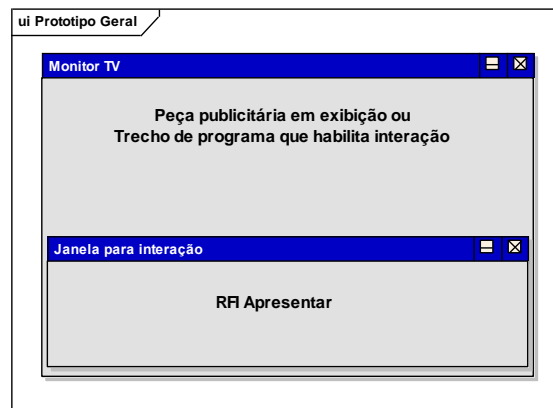 ui Prototipo Geral
Monitor TV
Peça publicitária em exibição ou
Trecho de programa que habilita interação
Janela para interação
RFI Apresentar